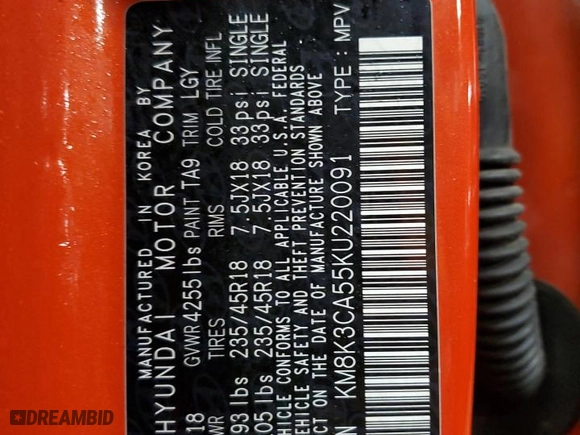 MANUFACTURED IN KOREA BY
HYUNDAI MOTOR COMPANY
18 GVWR 4255lbs PAINT TA9 TRIM LGY
WR TIRES RIMS COLD TIRE INFL
93 lbs 235/45R18 7.5JX18 33psi SINGLE
05 lbs 235/45R18 7.5JX18 33psi SINGLE
VEHICLE CONFORMS TO ALL APPLICABLE U.S.A. FEDERAL
VEHICLE SAFETY AND THEFT PREVENTION STANDARDS
CT ON THE DATE OF MANUFACTURE SHOWN ABOVE
N KM8K3CA55KU220091 TYPE : MPV
DREAMBID